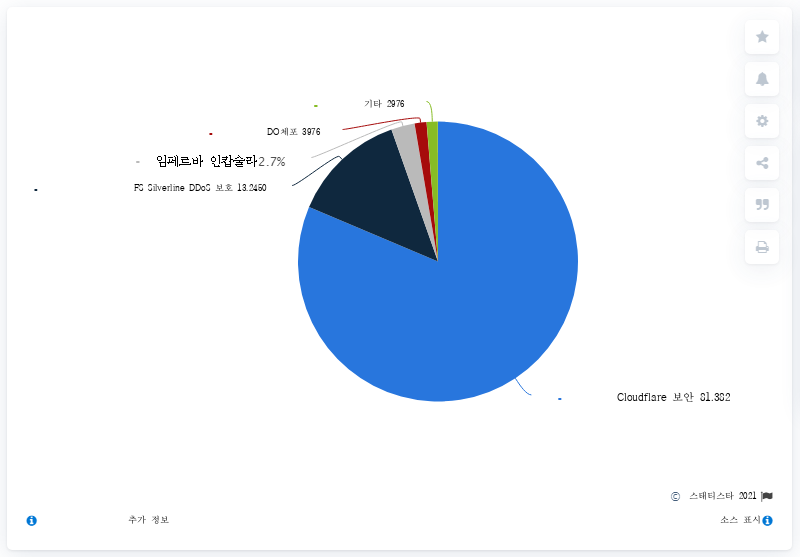 기타 2976
DO체포 3976
임페르바 인캅술라2.7%
FS Silverline DDoS 보호 13.2450
Cloudflare 보안 81.382
© 스태티스타 2021
추가 정보
소스 표시